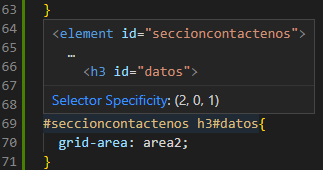 63 }
64
65 <element id="seccioncontactenos">
66 …
67 <h3 id="datos">
68 Selector Specificity: (2, 0, 1)
69 #seccioncontactenos h3#datos{
70 grid-area: area2;
71 }